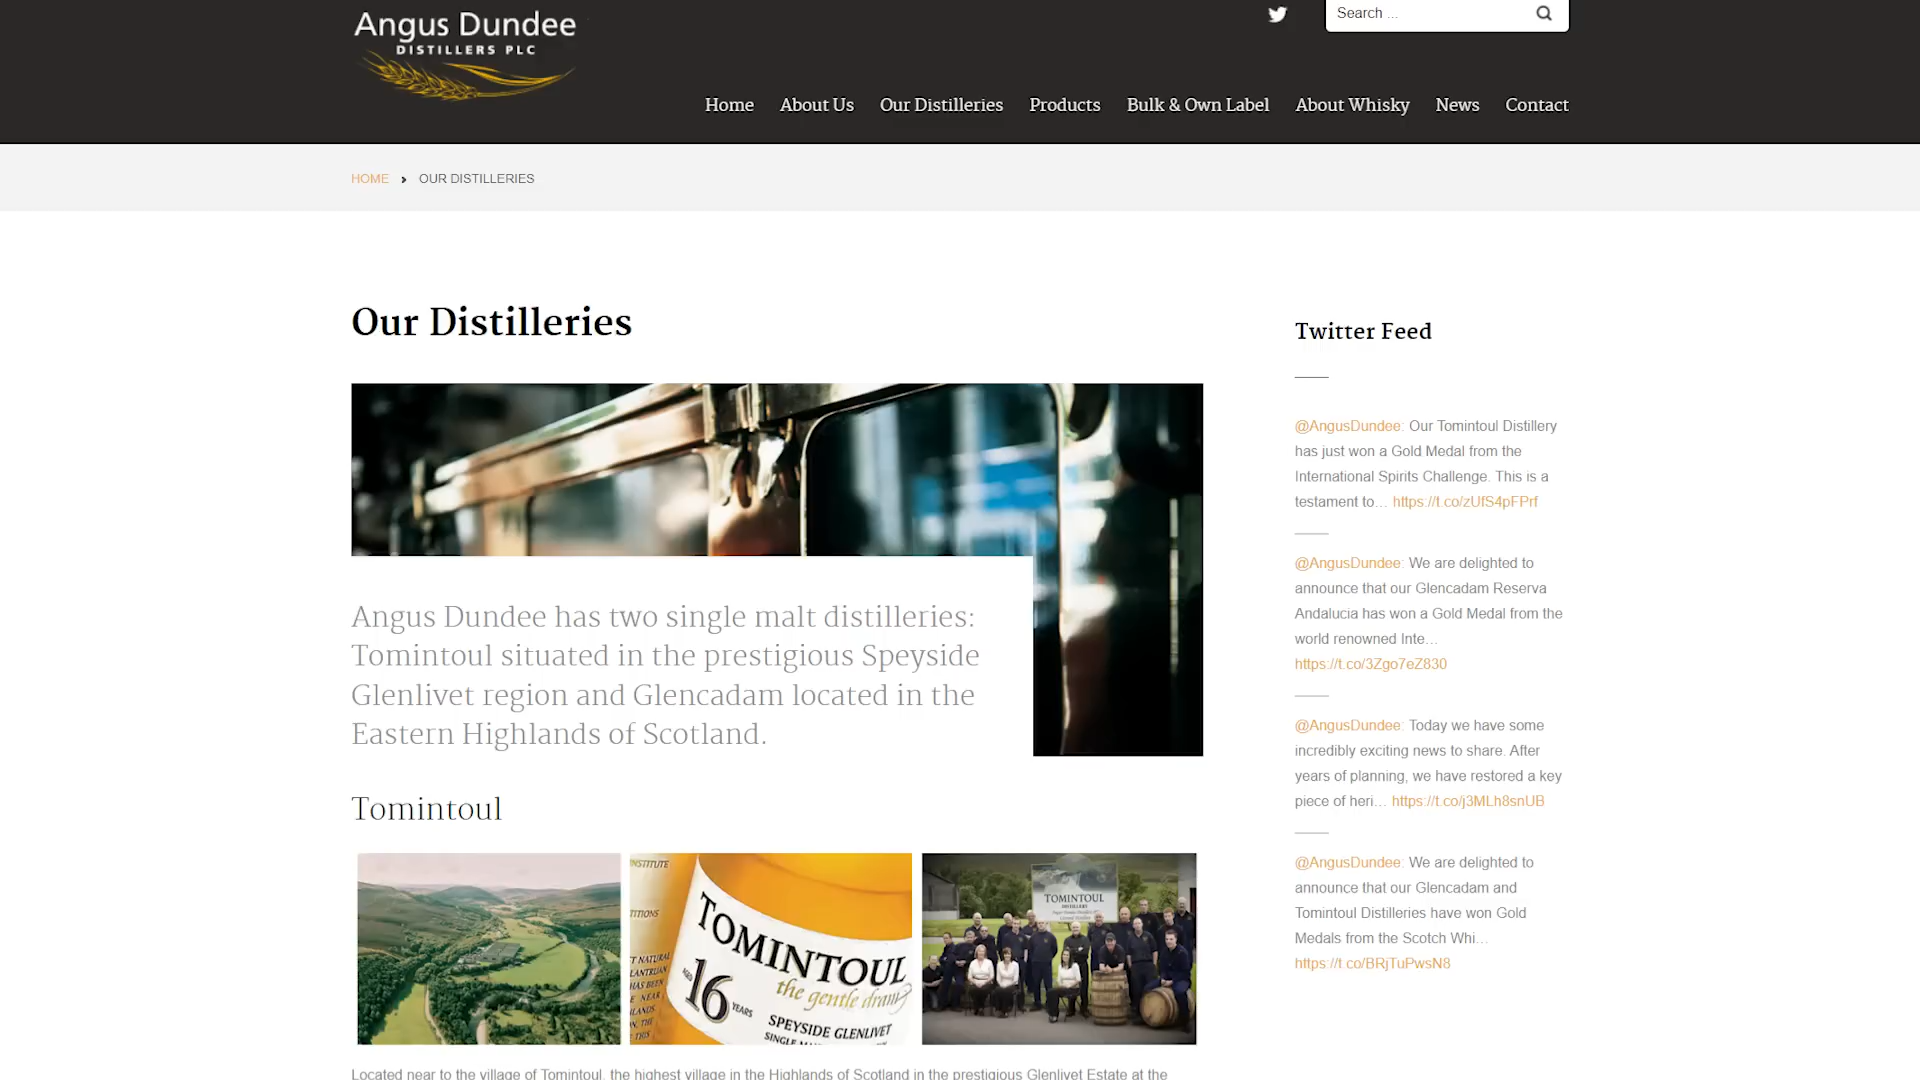 Angus Dundee
DISTILLERS PLC
Search ...
Home About Us Our Distilleries Products Bulk & Own Label About Whisky News Contact
HOME › OUR DISTILLERIES
Our Distilleries
Angus Dundee has two single malt distilleries:
Tomintoul situated in the prestigious Speyside
Glenlivet region and Glencadam located in the
Eastern Highlands of Scotland.
Tomintoul
TOMINTOUL
the gentle dram
AGED 16 YEARS
SPEYSIDE GLENLIVET
TOMINTOUL
DISTILLERY
Located near to the village of Tomintoul, the highest village in the Highlands of Scotland in the prestigious Glenlivet Estate at the
Twitter Feed
@AngusDundee: Our Tomintoul Distillery
has just won a Gold Medal from the
International Spirits Challenge. This is a
testament to… https://t.co/zUfS4pFPrf
@AngusDundee: We are delighted to
announce that our Glencadam Reserva
Andalucia has won a Gold Medal from the
world renowned Inte…
https://t.co/3Zgo7eZ830
@AngusDundee: Today we have some
incredibly exciting news to share. After
years of planning, we have restored a key
piece of heri… https://t.co/j3MLh8snUB
@AngusDundee: We are delighted to
announce that our Glencadam and
Tomintoul Distilleries have won Gold
Medals from the Scotch Whi…
https://t.co/BRjTuPwsN8